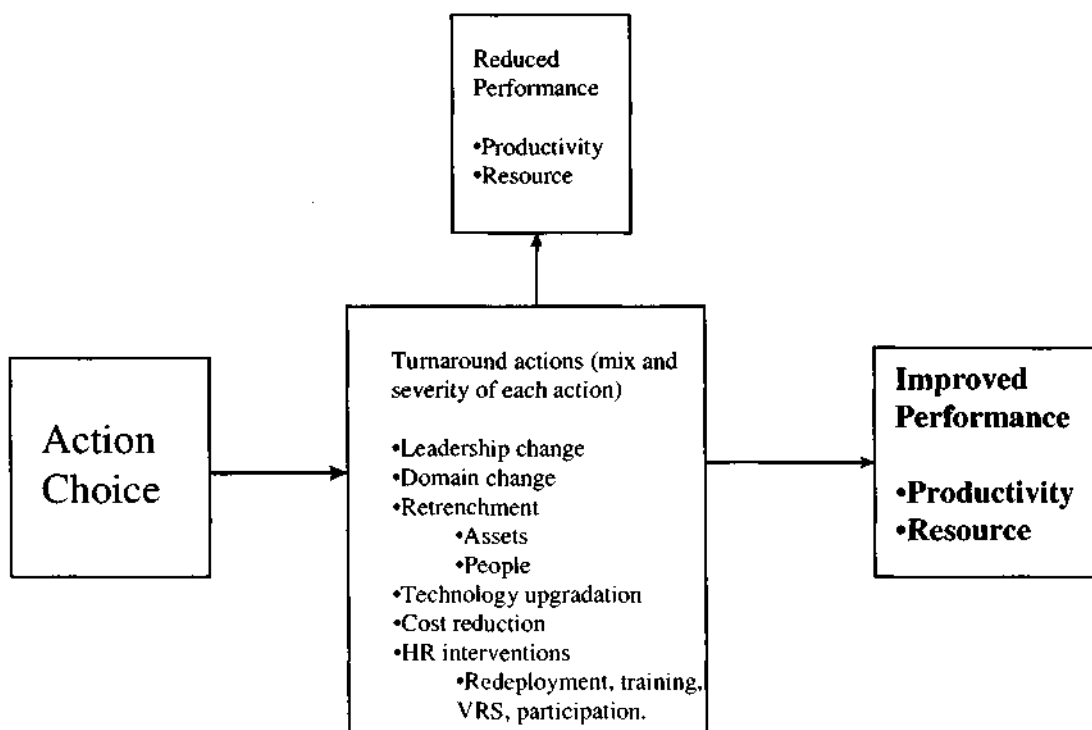 Reduced
Performance
•Productivity
•Resource
Action
Choice
Turnaround actions (mix and
severity of each action)
•Leadership change
•Domain change
•Retrenchment
•Assets
•People
•Technology upgradation
•Cost reduction
•HR interventions
•Redeployment, training,
VRS, participation.
Improved
Performance
•Productivity
•Resource